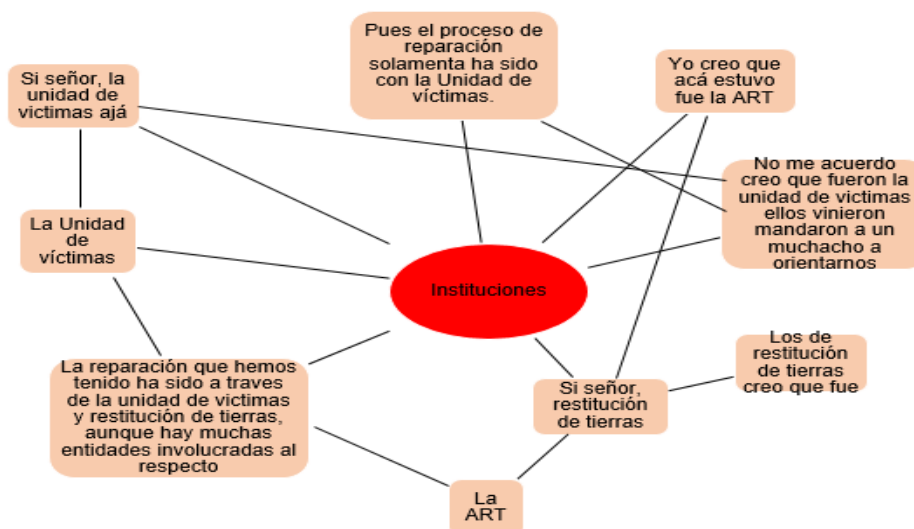 Pues el proceso de
reparación
solamenta ha sido
con la Unidad de
víctimas.
Yo creo que
acá estuvo
fue la ART
Si señor, la
unidad de
victimas ajá
No me acuerdo
creo que fueron la
unidad de victimas
ellos vinieron
mandaron a un
muchacho a
orientarnos
La Unidad
de
víctimas
Instituciones
Los de
restitución
de tierras
creo que fue
La reparación que hemos
tenido ha sido a traves
de la unidad de victimas
y restitución de tierras,
aunque hay muchas
entidades involucradas al
respecto
Si señor,
restitución
de tierras
La
ART